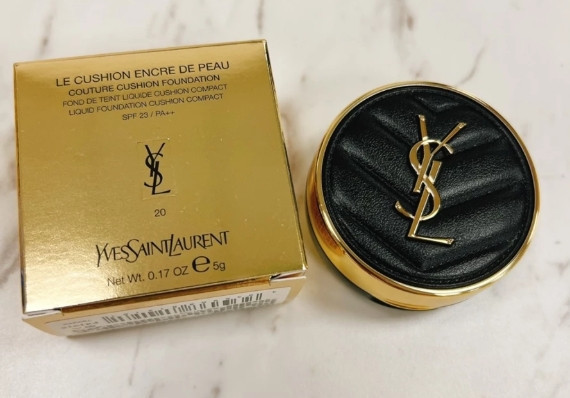 LE CUSHION ENCRE DE PEAU
COUTURE CUSHION FOUNDATION
FOND DE TEINT LIQUIDE CUSHION COMPACT
LIQUID FOUNDATION CUSHION COMPACT
SPF 23 / PA++
YSL
20
YVESSAINTLAURENT
Net Wt. 0.17 OZ ℮ 5g
YSL